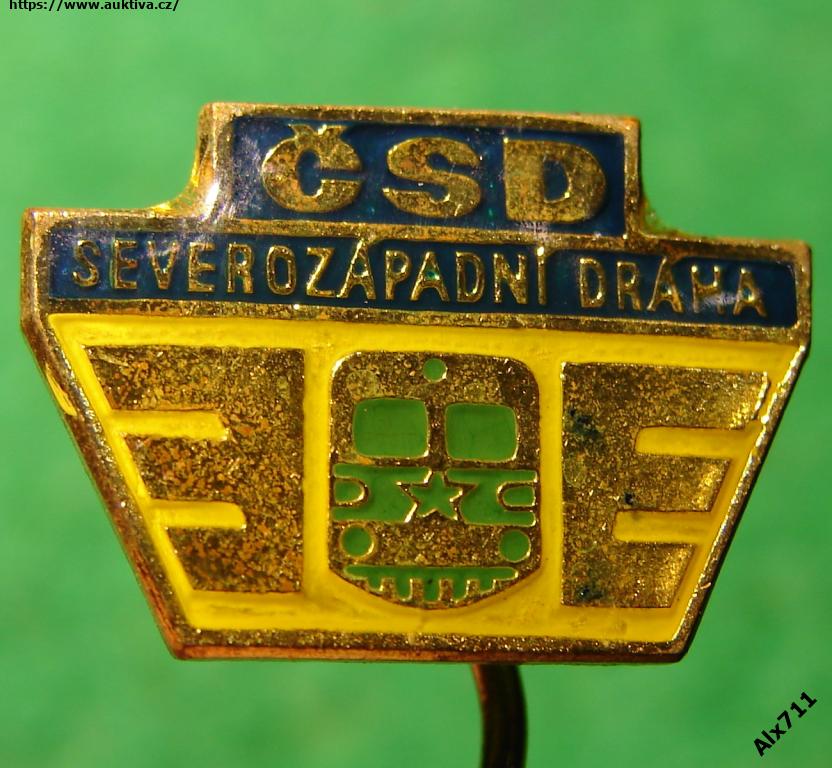 https://www.auktiva.cz/
ČSD
SEVEROZÁPADNÍ DRÁHA
Alx711